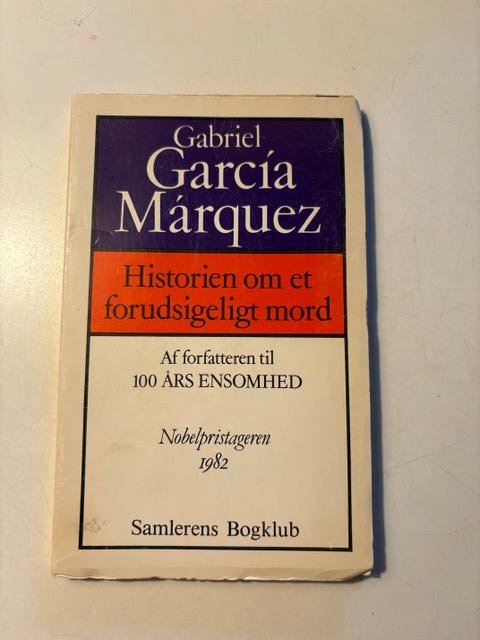 Gabriel
García
Márquez
Historien om et
forudsigeligt mord
Af forfatteren til
100 ÅRS ENSOMHED
Nobelpristageren
1982
Samlerens Bogklub